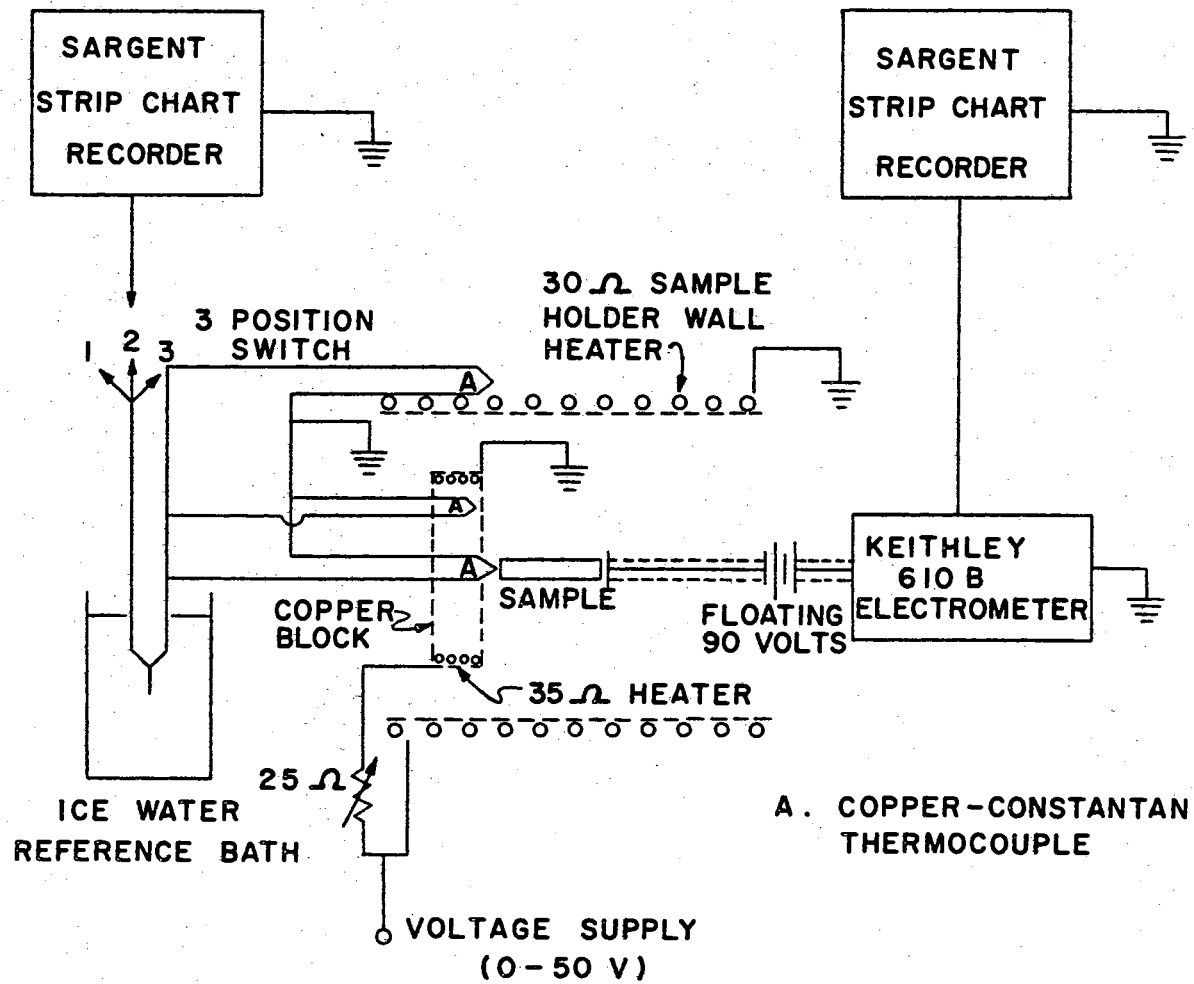 SARGENT
STRIP CHART
RECORDER
SARGENT
STRIP CHART
RECORDER
30 Ω SAMPLE
HOLDER WALL
HEATER
3 POSITION
SWITCH
1
2
3
A
A
A
KEITHLEY
610 B
ELECTROMETER
SAMPLE
FLOATING
90 VOLTS
COPPER
BLOCK
35 Ω HEATER
25 Ω
ICE WATER
REFERENCE BATH
A. COPPER-CONSTANTAN
THERMOCOUPLE
VOLTAGE SUPPLY
(0-50 V)